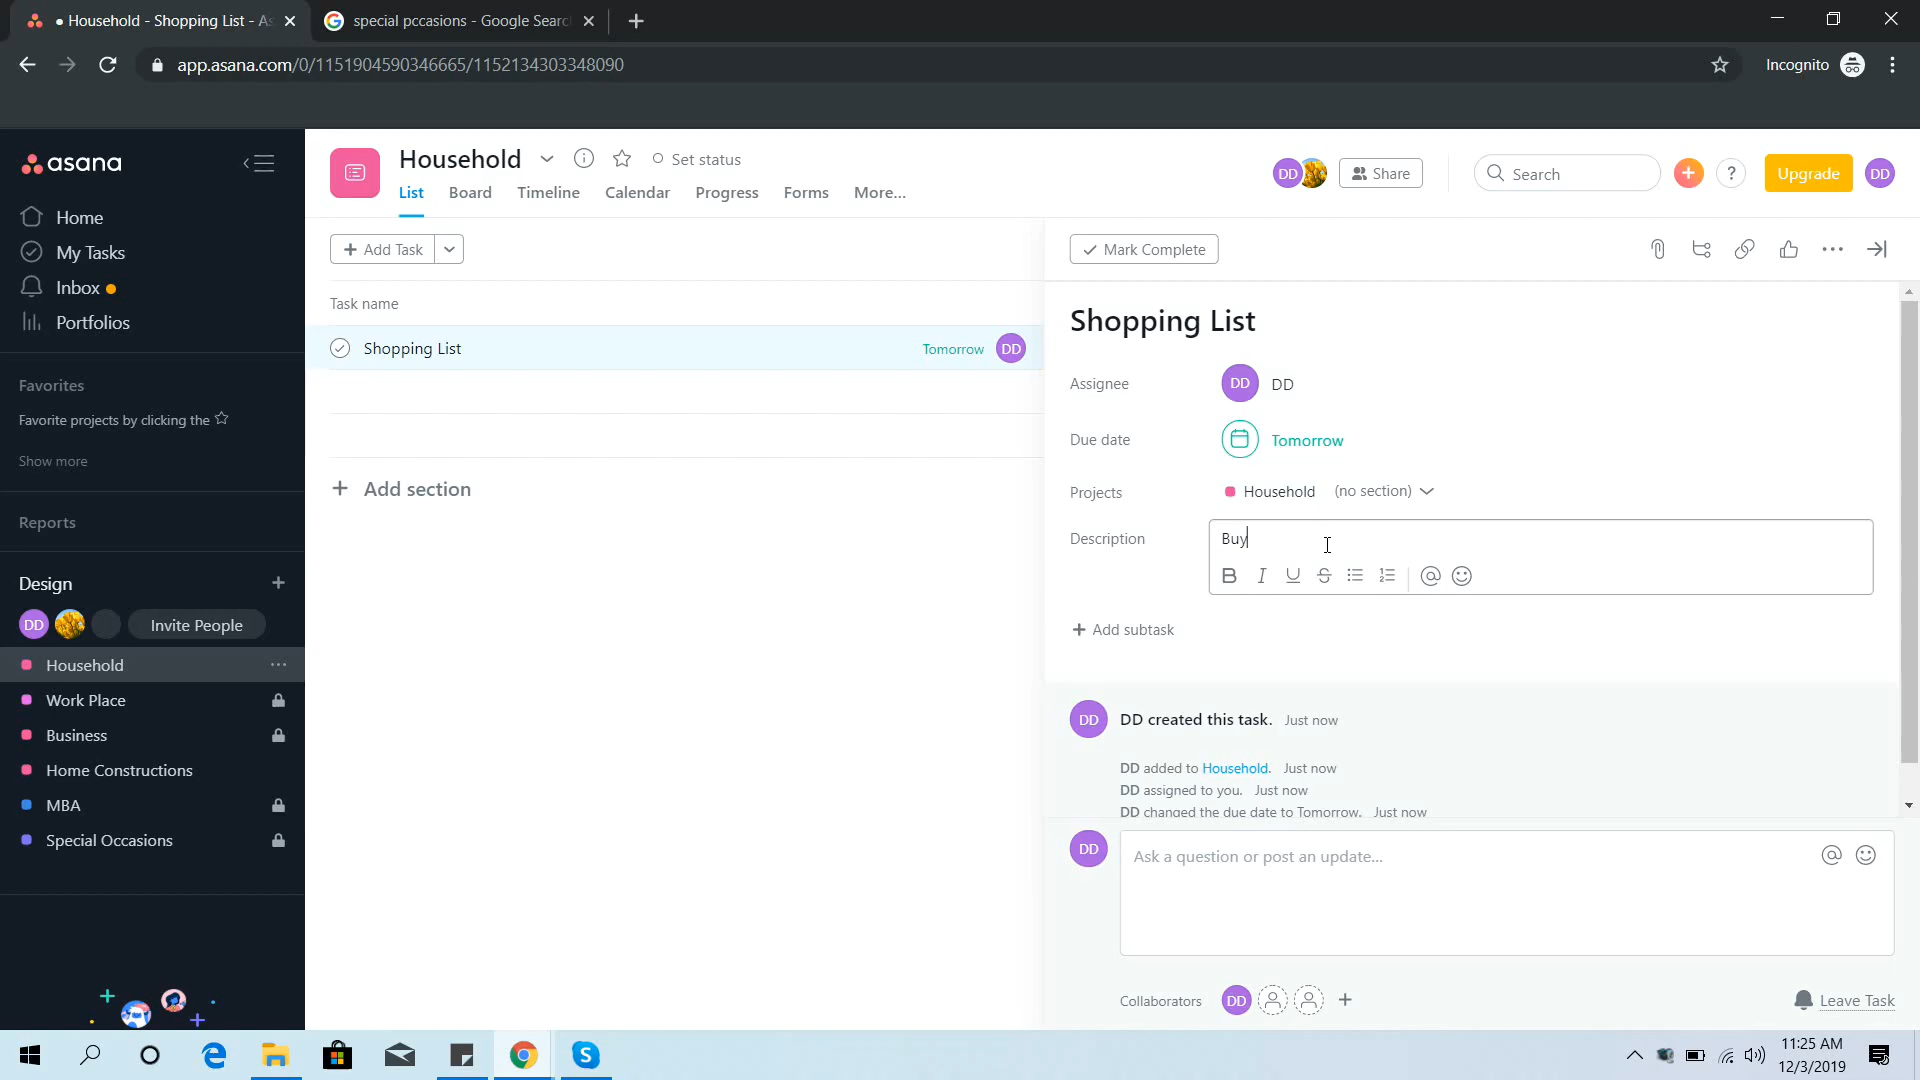 Household - Shopping List - As
special pccasions - Google Search
app.asana.com/0/1151904590346665/1152134303348090
Incognito
asana
Home
My Tasks
Inbox
Portfolios
Favorites
Favorite projects by clicking the
Show more
Reports
Design
DD
Invite People
Household
Work Place
Business
Home Constructions
MBA
Special Occasions
Household
Set status
List
Board
Timeline
Calendar
Progress
Forms
More...
DD
Share
Search
?
Upgrade
DD
+ Add Task
Task name
Shopping List
Tomorrow
DD
+ Add section
Mark Complete
Shopping List
Assignee
DD
DD
Due date
Tomorrow
Projects
Household
(no section)
Description
Buy
B I U S
@
+ Add subtask
DD
DD created this task. Just now
DD added to Household. Just now
DD assigned to you. Just now
DD changed the due date to Tomorrow. Just now
DD
Ask a question or post an update...
@
Collaborators
DD
Leave Task
11:25 AM
12/3/2019